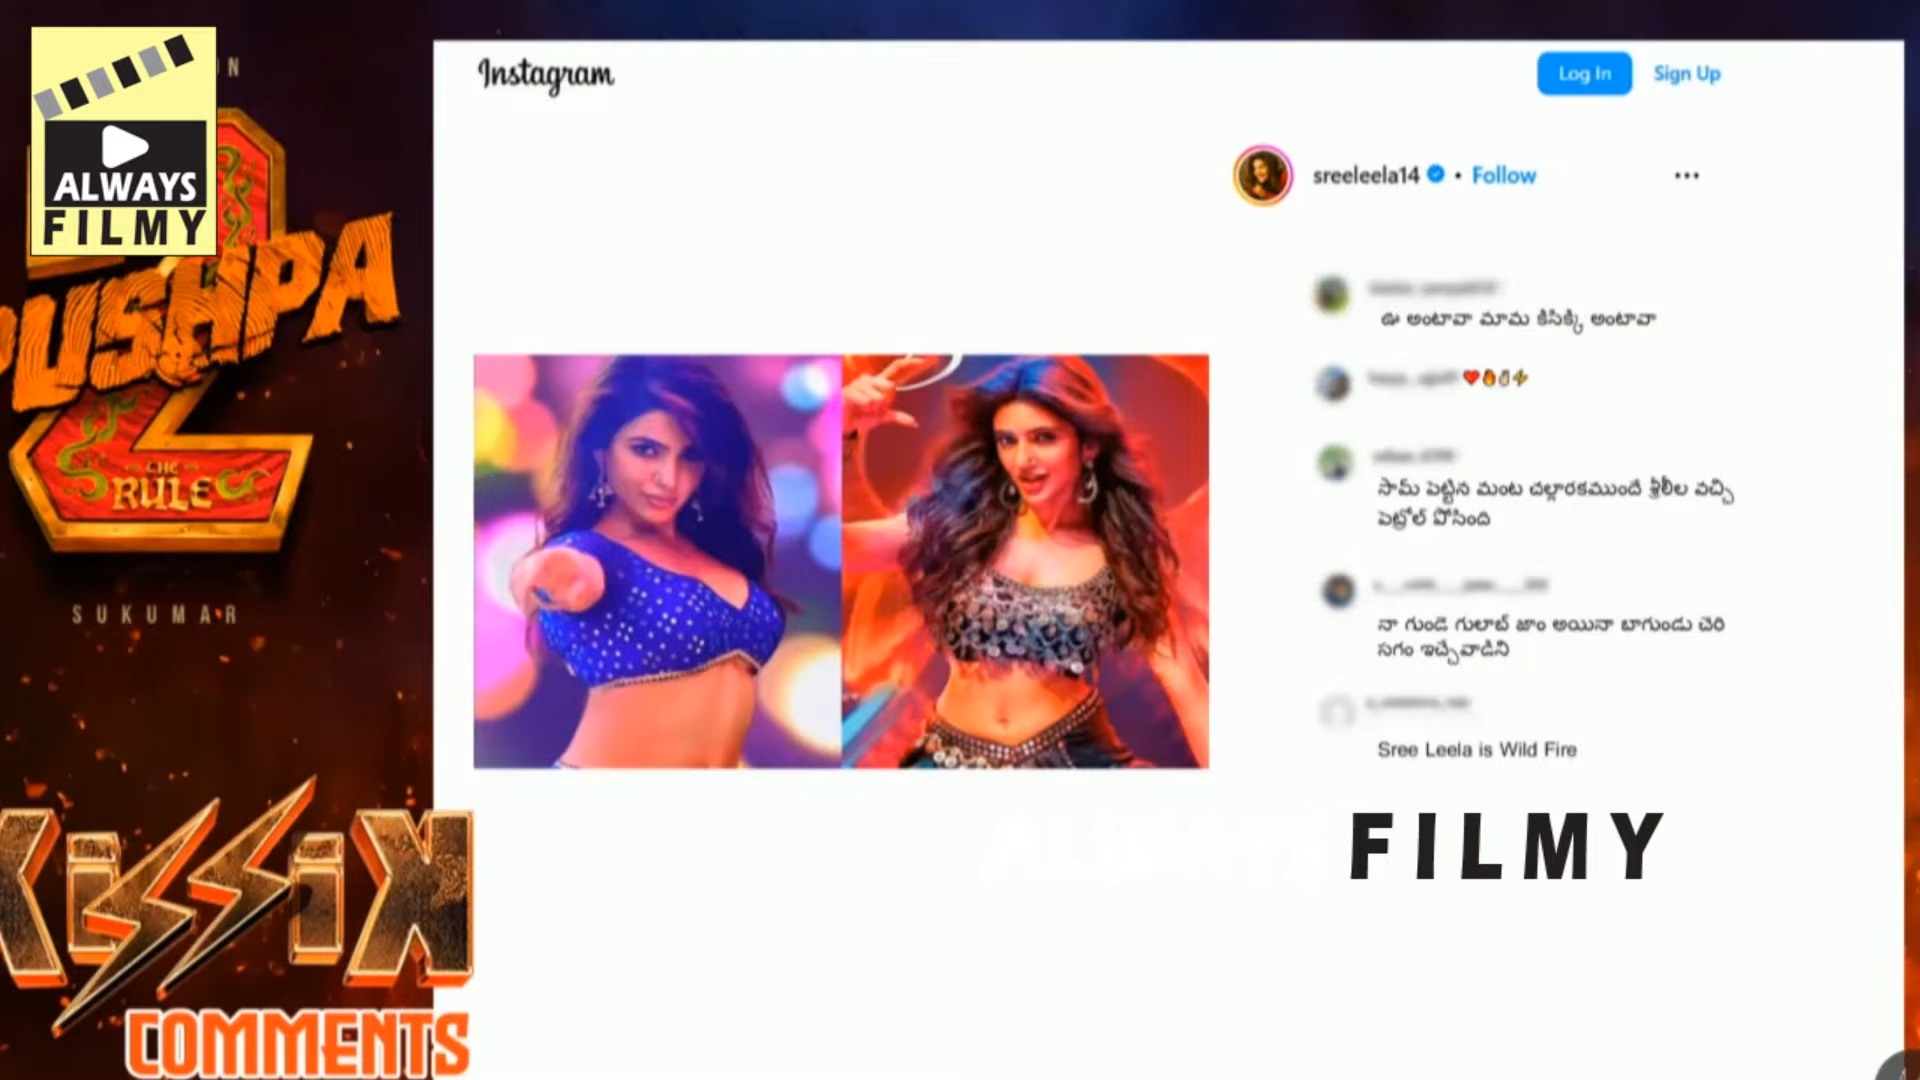 ALWAYS
FILMY
PUSHPA
THE
RULE
SUKUMAR
KISSIK
COMMENTS
Instagram
Log In
Sign Up
sreeleela14 • Follow
ఊ అంటావా మామ కిసిక్కి అంటావా
సామ్ పెట్టిన మంట చల్లారకముందే శ్రీలీల వచ్చి
పెట్రోల్ పోసింది
నా గుండె గులాబ్ జాం అయినా బాగుండు చెరి
సగం ఇచ్చేవాడిని
Sree Leela is Wild Fire
FILMY